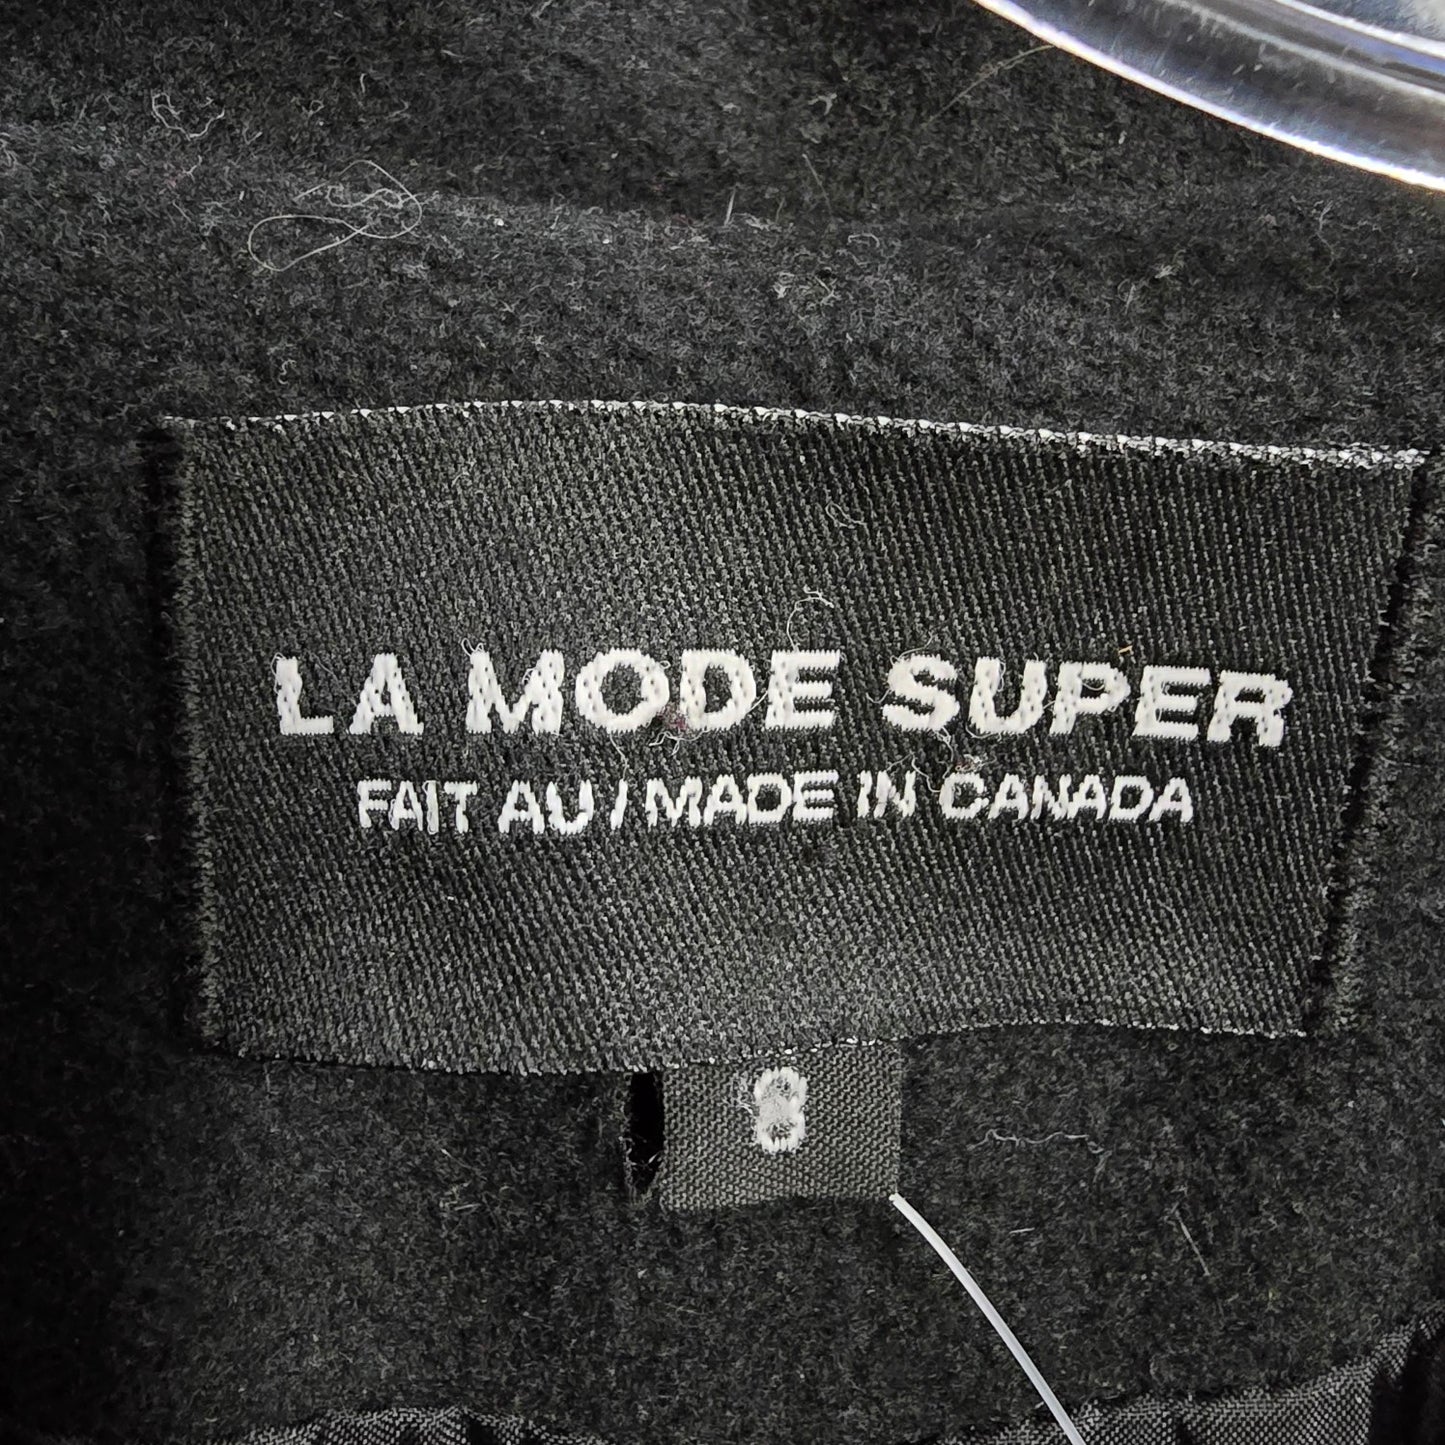 LA MODE SUPER
FAIT AU / MADE IN CANADA
8